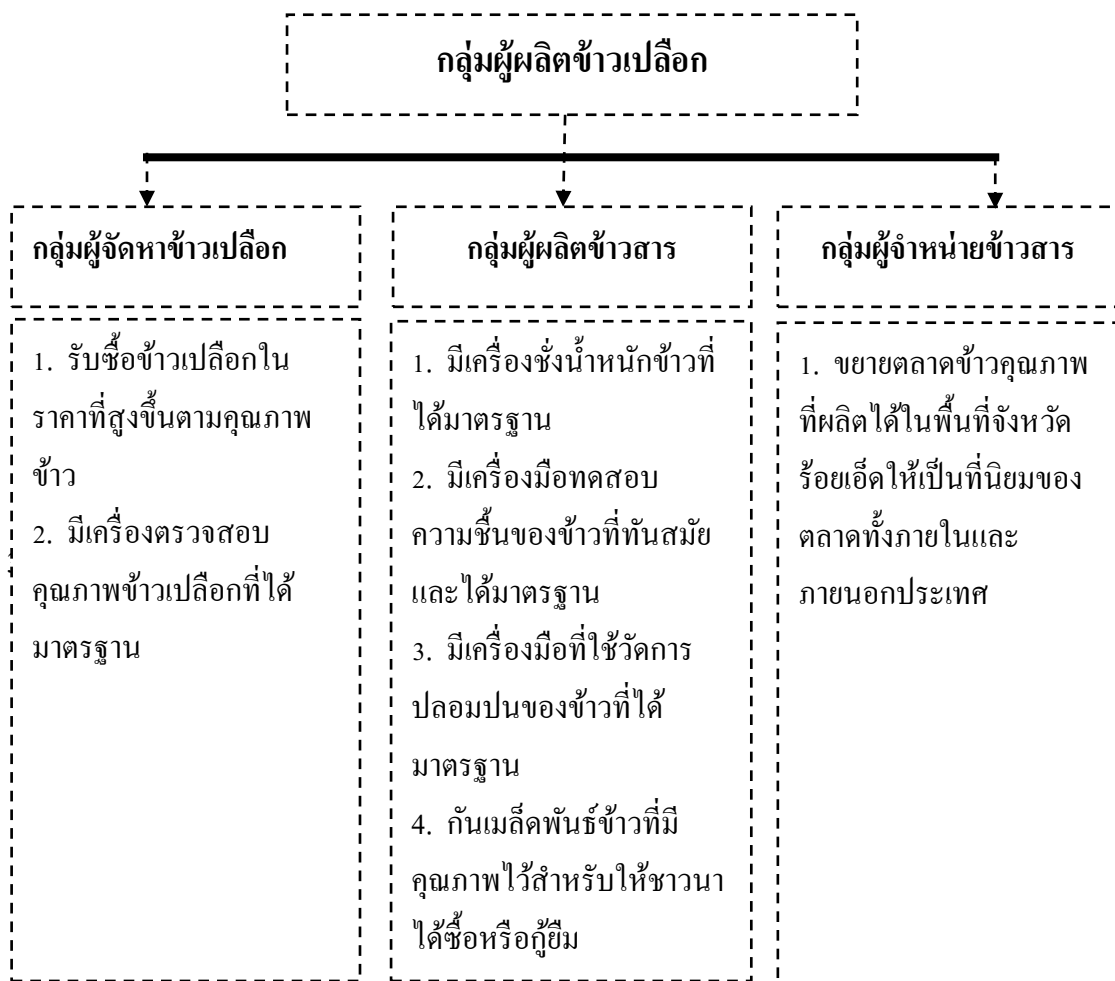 กลุ่มผู้ผลิตข้าวเปลือก
กลุ่มผู้จัดหาข้าวเปลือก
1. รับซื้อข้าวเปลือกใน
ราคาที่สูงขึ้นตามคุณภาพ
ข้าว
2. มีเครื่องตรวจสอบ
คุณภาพข้าวเปลือกที่ได้
มาตรฐาน
กลุ่มผู้ผลิตข้าวสาร
1. มีเครื่องชั่งน้ำหนักข้าวที่
ได้มาตรฐาน
2. มีเครื่องมือทดสอบ
ความชื้นของข้าวที่ทันสมัย
และได้มาตรฐาน
3. มีเครื่องมือที่ใช้วัดการ
ปลอมปนของข้าวที่ได้
มาตรฐาน
4. กันเมล็ดพันธ์ข้าวที่มี
คุณภาพไว้สำหรับให้ชาวนา
ได้ซื้อหรือกู้ยืม
กลุ่มผู้จำหน่ายข้าวสาร
1. ขยายตลาดข้าวคุณภาพ
ที่ผลิตได้ในพื้นที่จังหวัด
ร้อยเอ็ดให้เป็นที่นิยมของ
ตลาดทั้งภายในและ
ภายนอกประเทศ